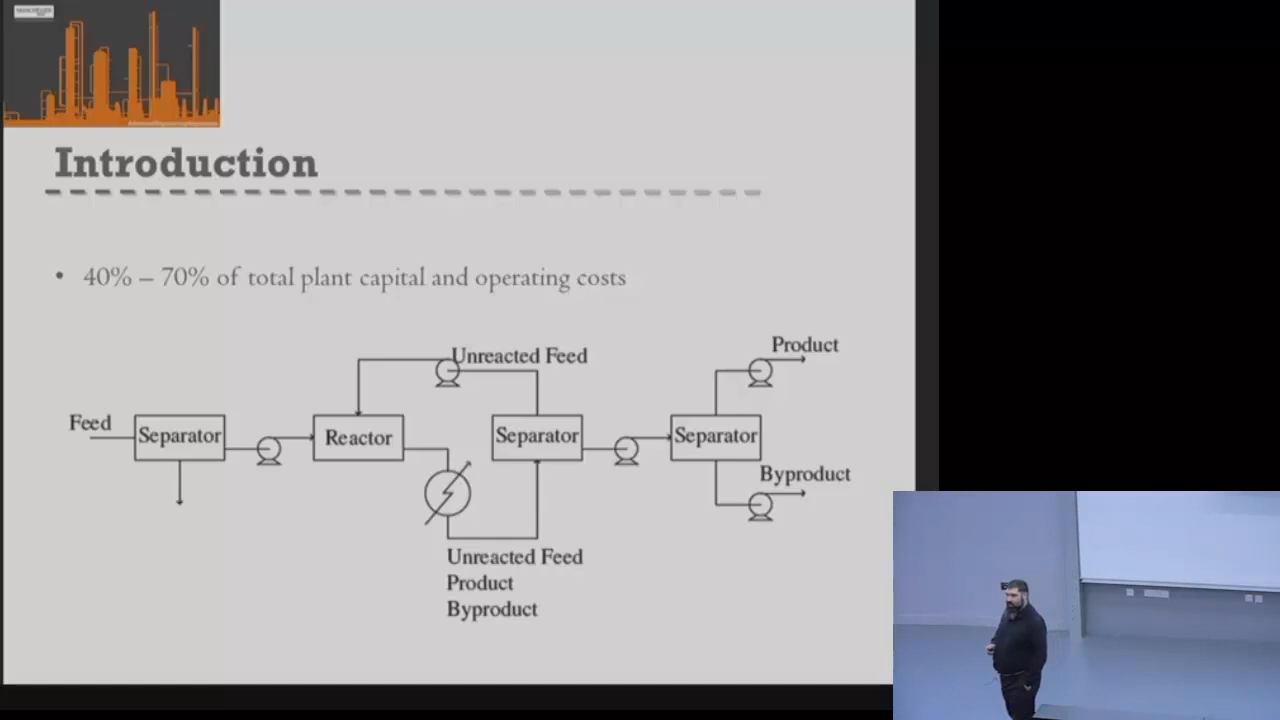 Introduction
• 40% – 70% of total plant capital and operating costs
Product
Unreacted Feed
Feed
Separator
Reactor
Separator
Separator
Byproduct
Unreacted Feed
Product
Byproduct